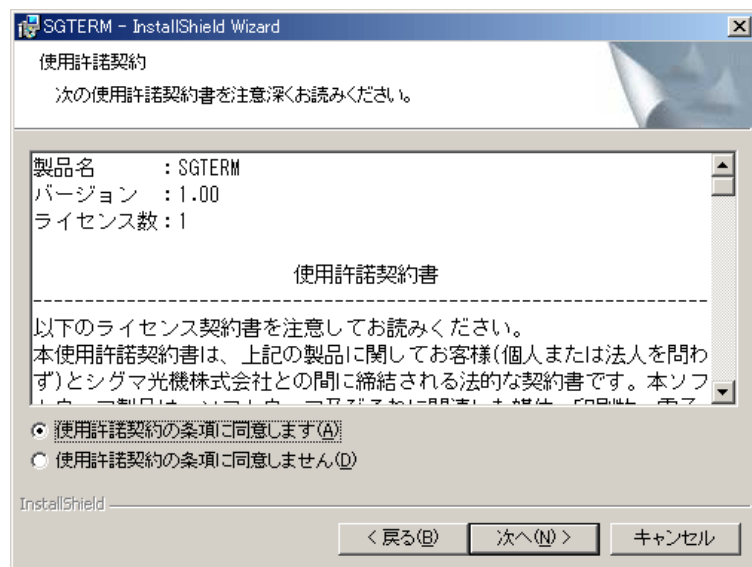 SGTERM - InstallShield Wizard
使用許諾契約
次の使用許諾契約書を注意深くお読みください。
製品名　　　：SGTERM
バージョン　：1.00
ライセンス数：1
使用許諾契約書
--------------------------------------------------------------
以下のライセンス契約書を注意してお読みください。
本使用許諾契約書は、上記の製品に関してお客様(個人または法人を問わ
ず)とシグマ光機株式会社との間に締結される法的な契約書です。本ソフ
使用許諾契約の条項に同意します(A)
使用許諾契約の条項に同意しません(D)
InstallShield
< 戻る(B)
次へ(N) >
キャンセル